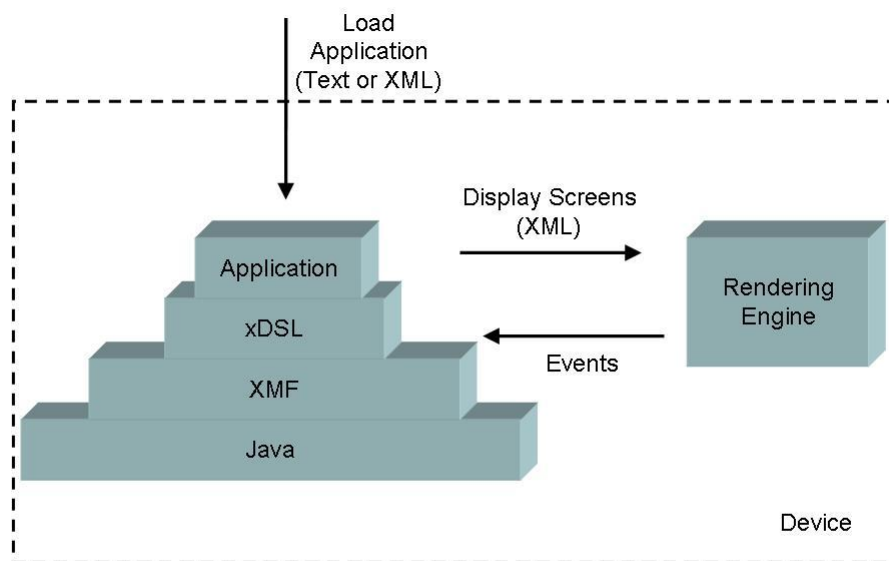 Load
Application
(Text or XML)
Display Screens
(XML)
Application
Rendering
Engine
xDSL
Events
XMF
Java
Device